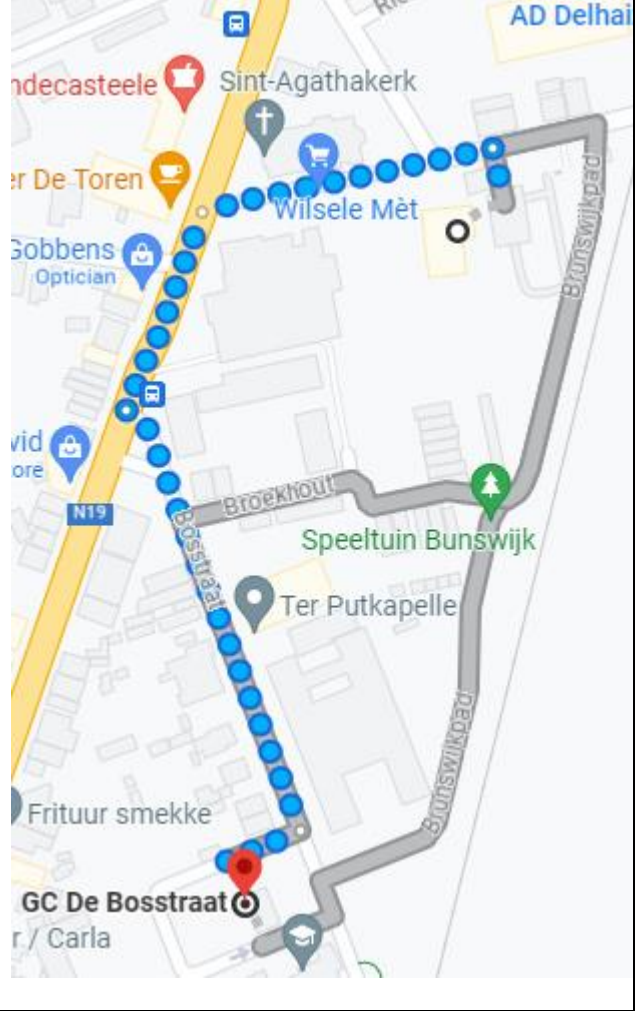 AD Delhai
ndecasteele
Sint-Agathakerk
er De Toren
Wilsele Mèt
Gobbens
Optician
Brunswijkpad
vid
ore
N19
Broekhout
Bosstraat
Speeltuin Bunswijk
Ter Putkapelle
Brunswijkpad
Frituur smekke
GC De Bosstraat
r / Carla